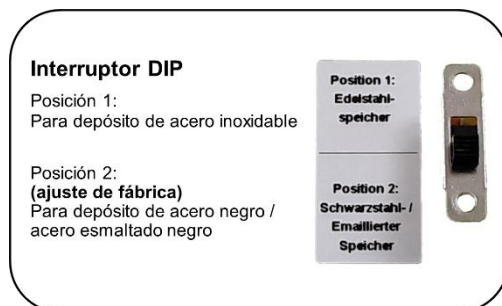 Interruptor DIP
Posición 1:
Para depósito de acero inoxidable
Posición 2:
(ajuste de fábrica)
Para depósito de acero negro /
acero esmaltado negro
Position 1:
Edelstahl-
speicher
Position 2:
Schwarzstahl- /
Emaillierter
Speicher